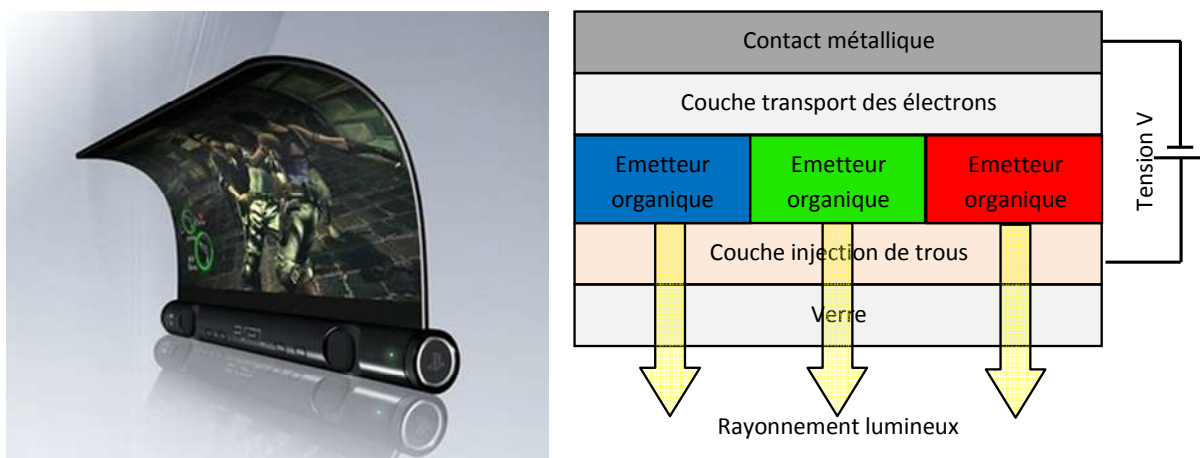 Contact métallique
Couche transport des électrons
Emetteur
organique
Emetteur
organique
Emetteur
organique
Couche injection de trous
Verre
Rayonnement lumineux
Tension V